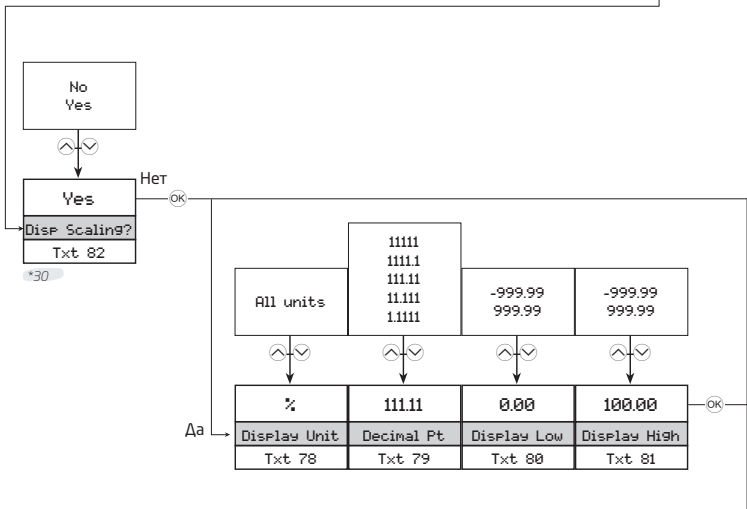 No
Yes
Нет
OK
Yes
Disp Scaling?
Txt 82
*30
All units
11111
1111.1
111.11
11.111
1.1111
-999.99
999.99
-999.99
999.99
Да
% 111.11 0.00 100.00 OK
Display Unit Decimal Pt Display Low Display High
Txt 78 Txt 79 Txt 80 Txt 81